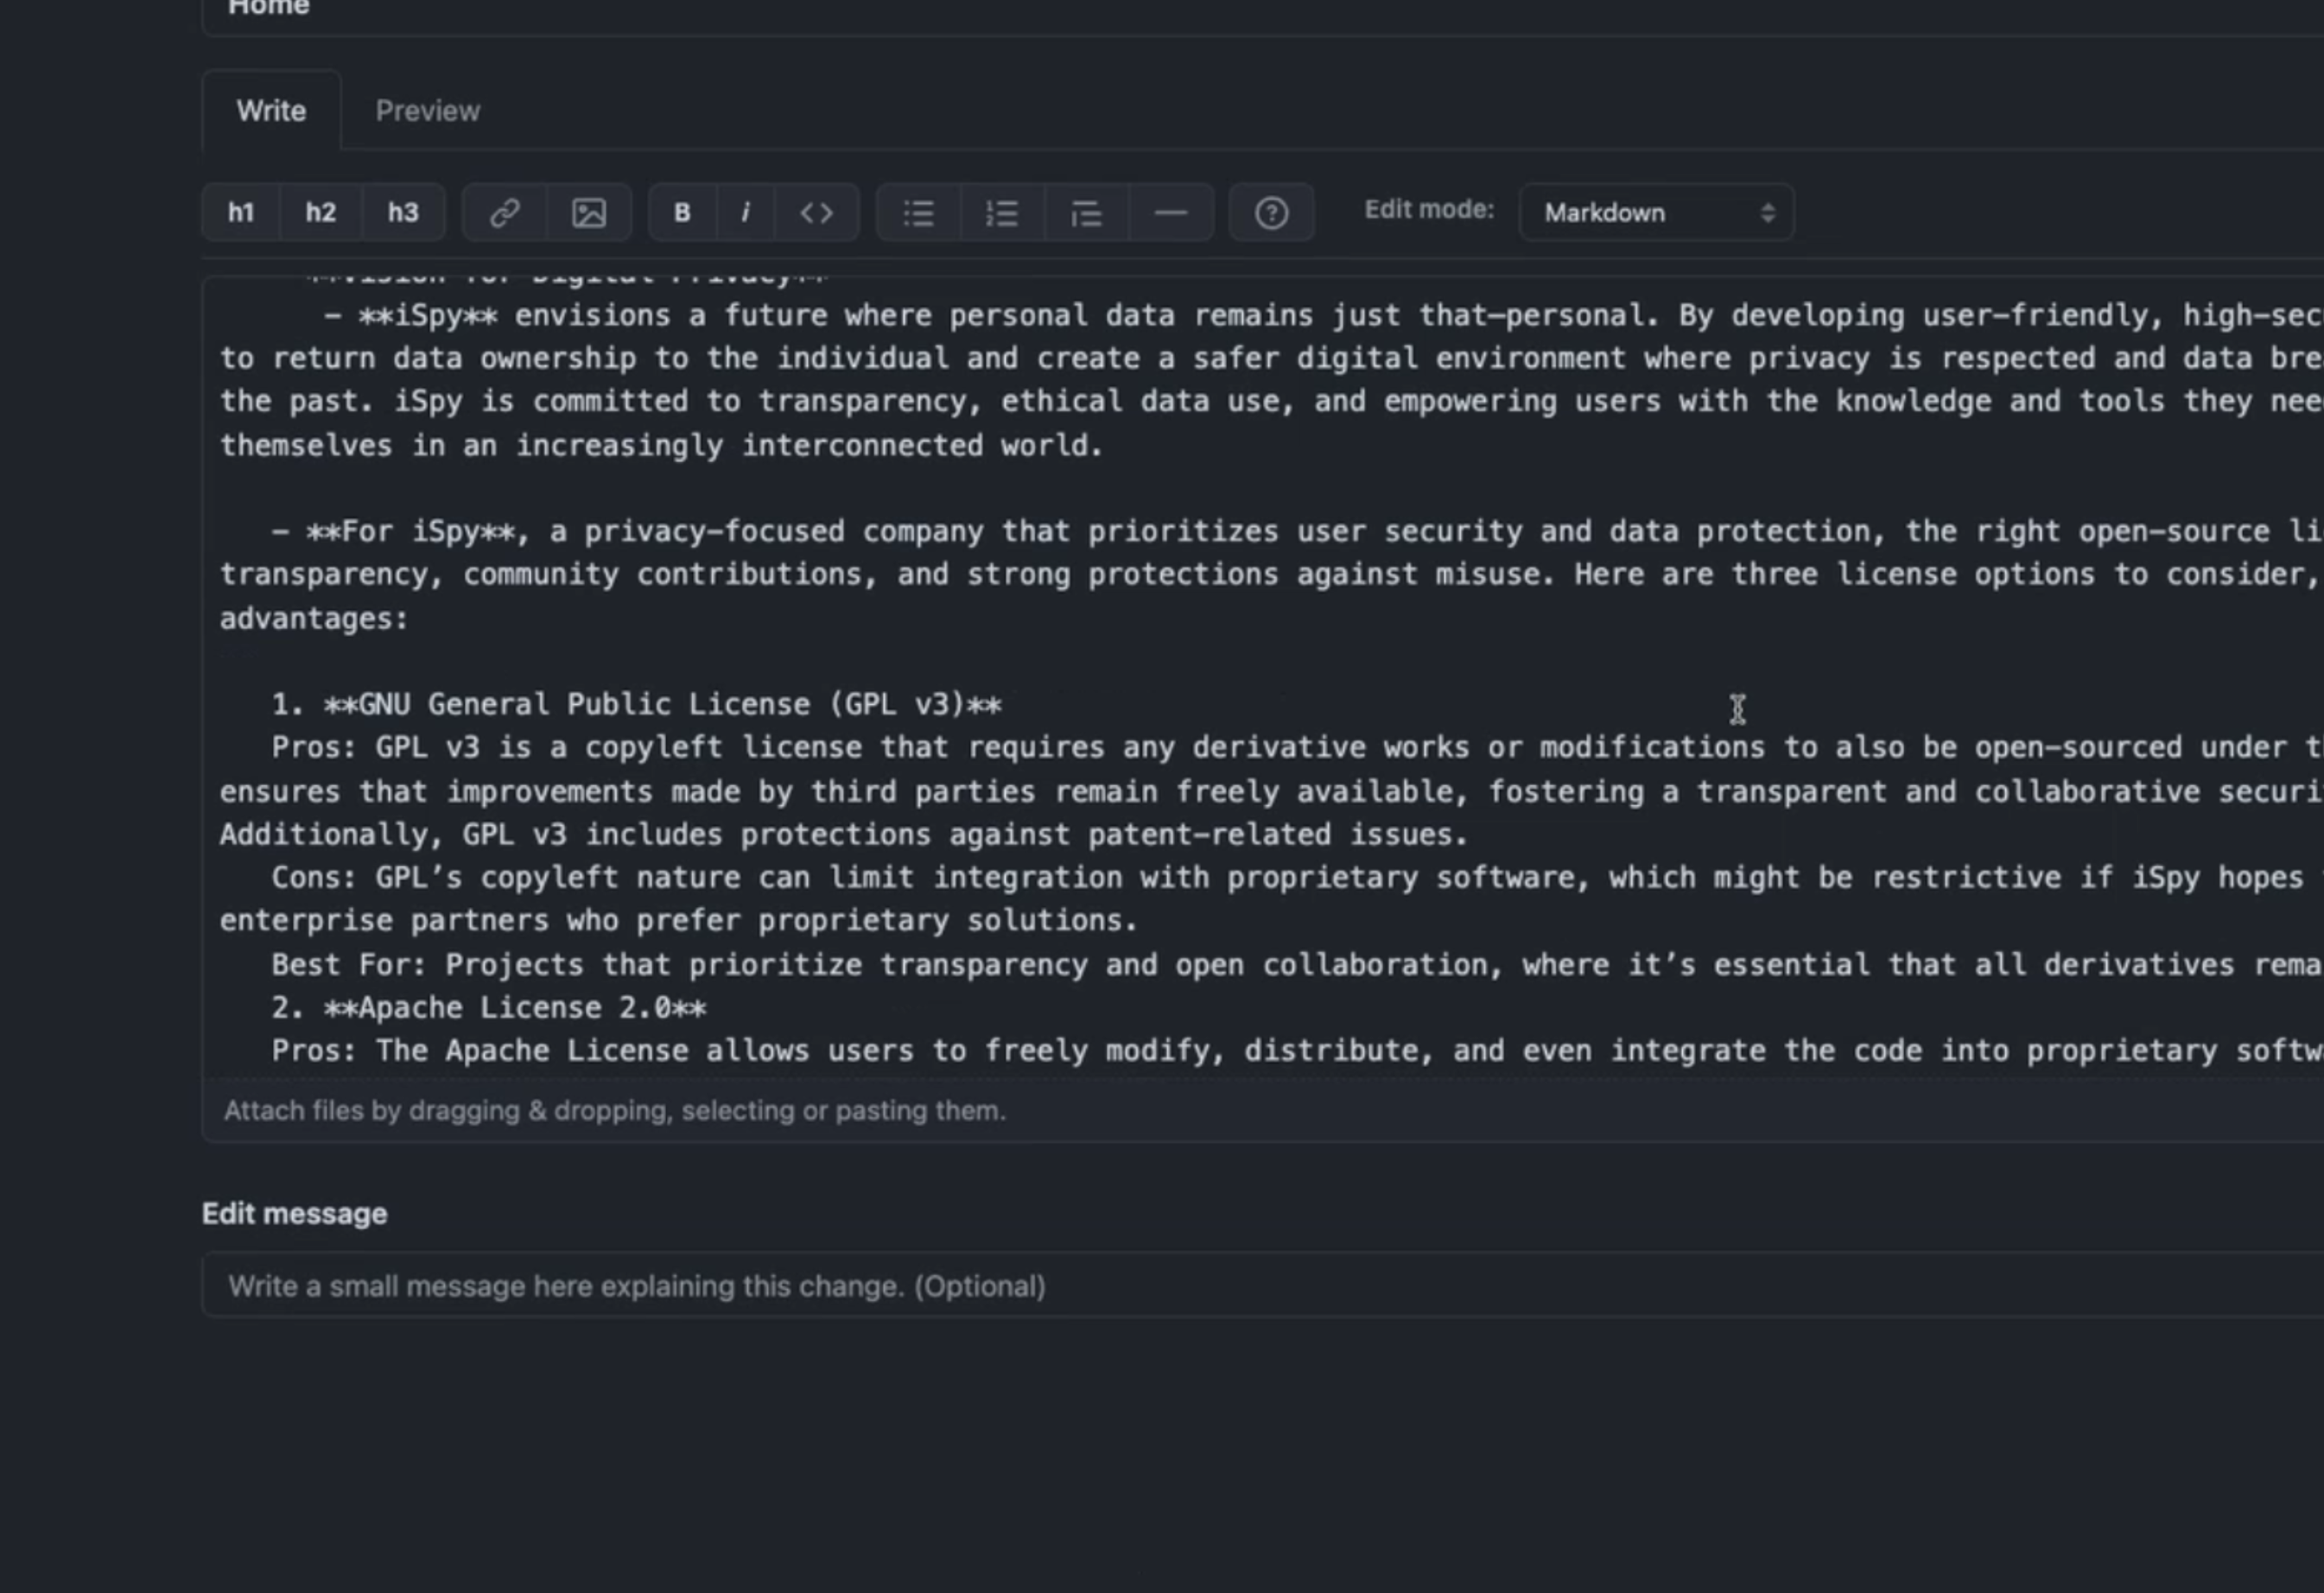 Home
Write Preview
h1 h2 h3 B i Edit mode: Markdown
**Vision for Digital Privacy**
– **iSpy** envisions a future where personal data remains just that—personal. By developing user-friendly, high-sec
to return data ownership to the individual and create a safer digital environment where privacy is respected and data brea
the past. iSpy is committed to transparency, ethical data use, and empowering users with the knowledge and tools they nee
themselves in an increasingly interconnected world.
– **For iSpy**, a privacy-focused company that prioritizes user security and data protection, the right open-source li
transparency, community contributions, and strong protections against misuse. Here are three license options to consider,
advantages:
1. **GNU General Public License (GPL v3)**
Pros: GPL v3 is a copyleft license that requires any derivative works or modifications to also be open-sourced under t
ensures that improvements made by third parties remain freely available, fostering a transparent and collaborative securi
Additionally, GPL v3 includes protections against patent-related issues.
Cons: GPL’s copyleft nature can limit integration with proprietary software, which might be restrictive if iSpy hopes
enterprise partners who prefer proprietary solutions.
Best For: Projects that prioritize transparency and open collaboration, where it’s essential that all derivatives rema
2. **Apache License 2.0**
Pros: The Apache License allows users to freely modify, distribute, and even integrate the code into proprietary softw
Attach files by dragging & dropping, selecting or pasting them.
Edit message
Write a small message here explaining this change. (Optional)